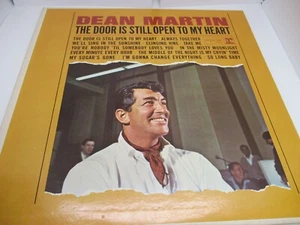 DEAN MARTIN
THE DOOR IS STILL OPEN TO MY HEART
THE DOOR IS STILL OPEN TO MY HEART ALWAYS TOGETHER
WE'LL SING IN THE SUNSHINE CLINGING VINE TAKE ME
YOU'RE NOBODY 'TIL SOMEBODY LOVES YOU IN THE MISTY MOONLIGHT
EVERY MINUTE EVERY HOUR THE MIDDLE OF THE NIGHT IS MY CRYIN' TIME
MY SUGAR'S GONE I'M GONNA CHANGE EVERYTHING SO LONG BABY